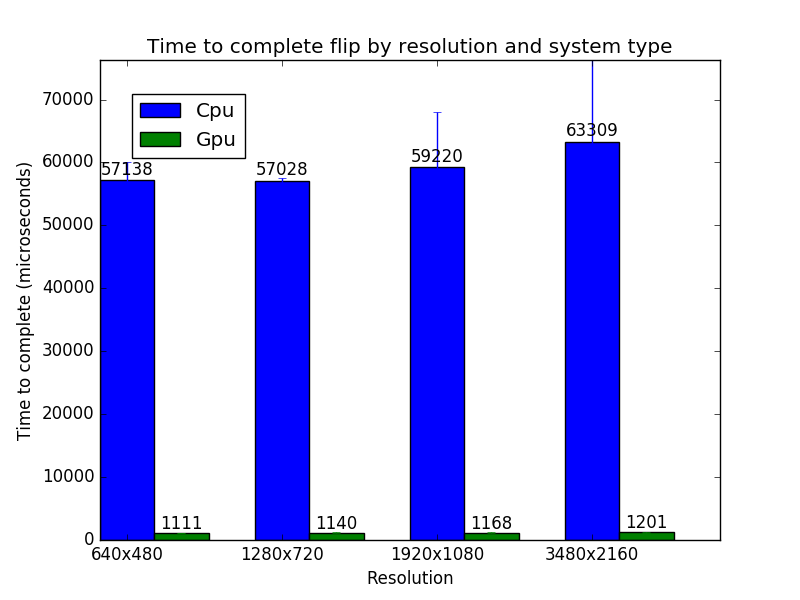 Time to complete flip by resolution and system type
Time to complete (microseconds)
70000
60000
50000
40000
30000
20000
10000
0
Cpu
Gpu
57138
57028
59220
63309
1111
1140
1168
1201
640x480
1280x720
1920x1080
3480x2160
Resolution